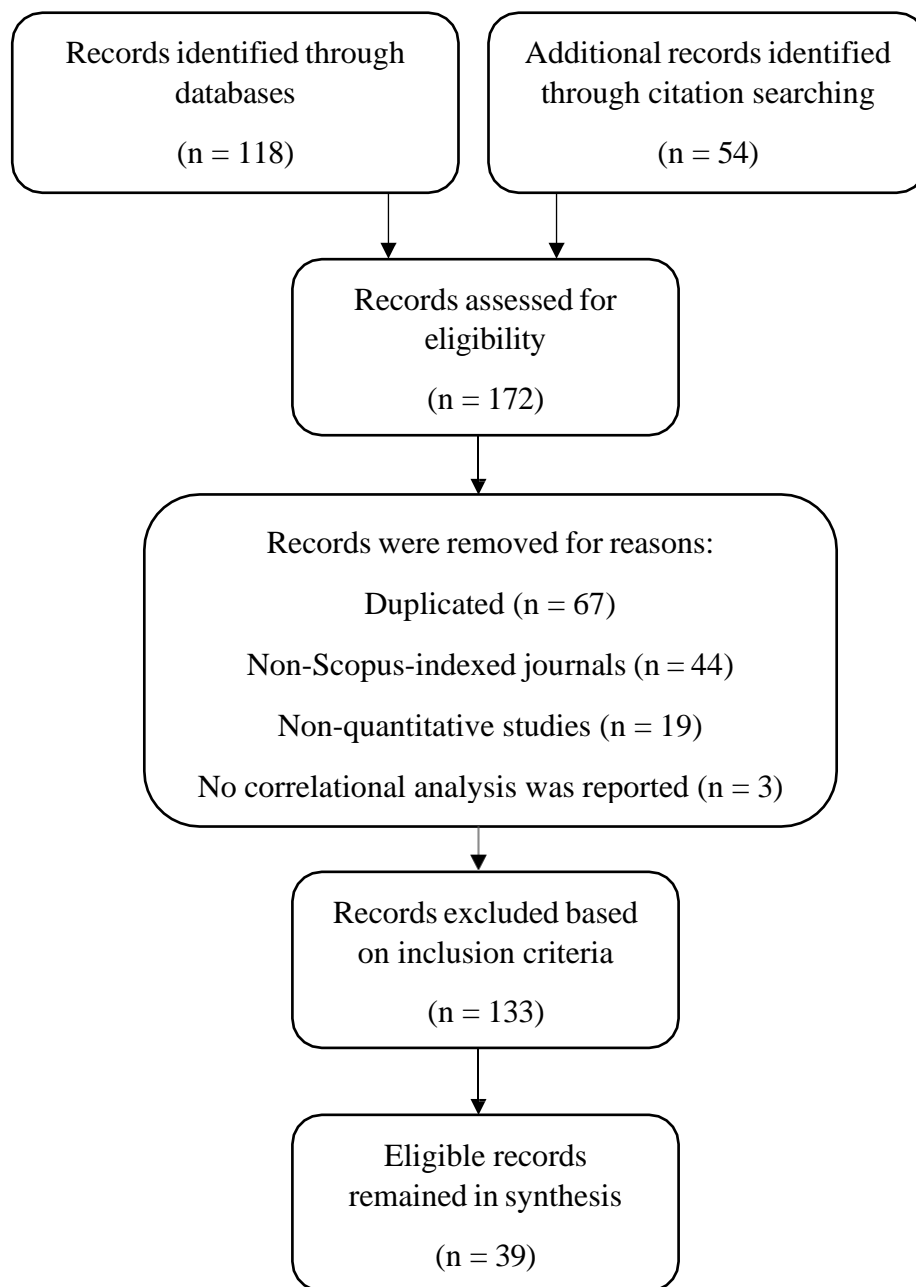 Records identified through
databases
(n = 118)
Additional records identified
through citation searching
(n = 54)
Records assessed for
eligibility
(n = 172)
Records were removed for reasons:
Duplicated (n = 67)
Non-Scopus-indexed journals (n = 44)
Non-quantitative studies (n = 19)
No correlational analysis was reported (n = 3)
Records excluded based
on inclusion criteria
(n = 133)
Eligible records
remained in synthesis
(n = 39)